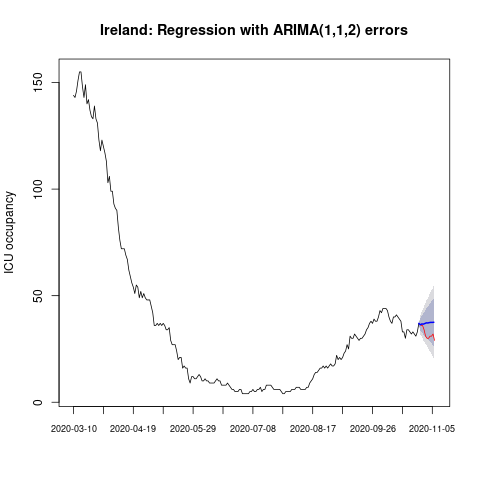 Ireland: Regression with ARIMA(1,1,2) errors
ICU occupancy
150
100
50
0
2020-03-10 2020-04-19 2020-05-29 2020-07-08 2020-08-17 2020-09-26 2020-11-05